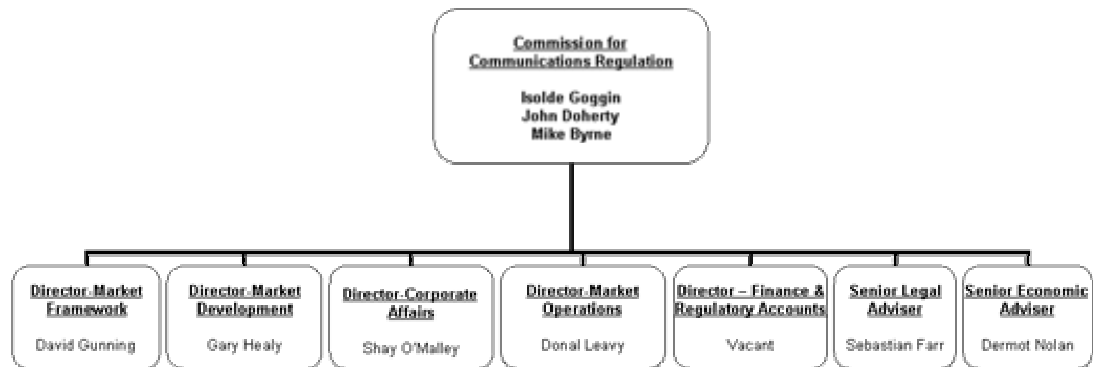 Commission for
Communications Regulation
Isolde Goggin
John Doherty
Mike Byrne
Director-Market
Framework
David Gunning
Director-Market
Development
Gary Healy
Director-Corporate
Affairs
Shay O'Malley
Director-Market
Operations
Donal Leavy
Director – Finance &
Regulatory Accounts
Vacant
Senior Legal
Adviser
Sebastian Farr
Senior Economic
Adviser
Dermot Nolan